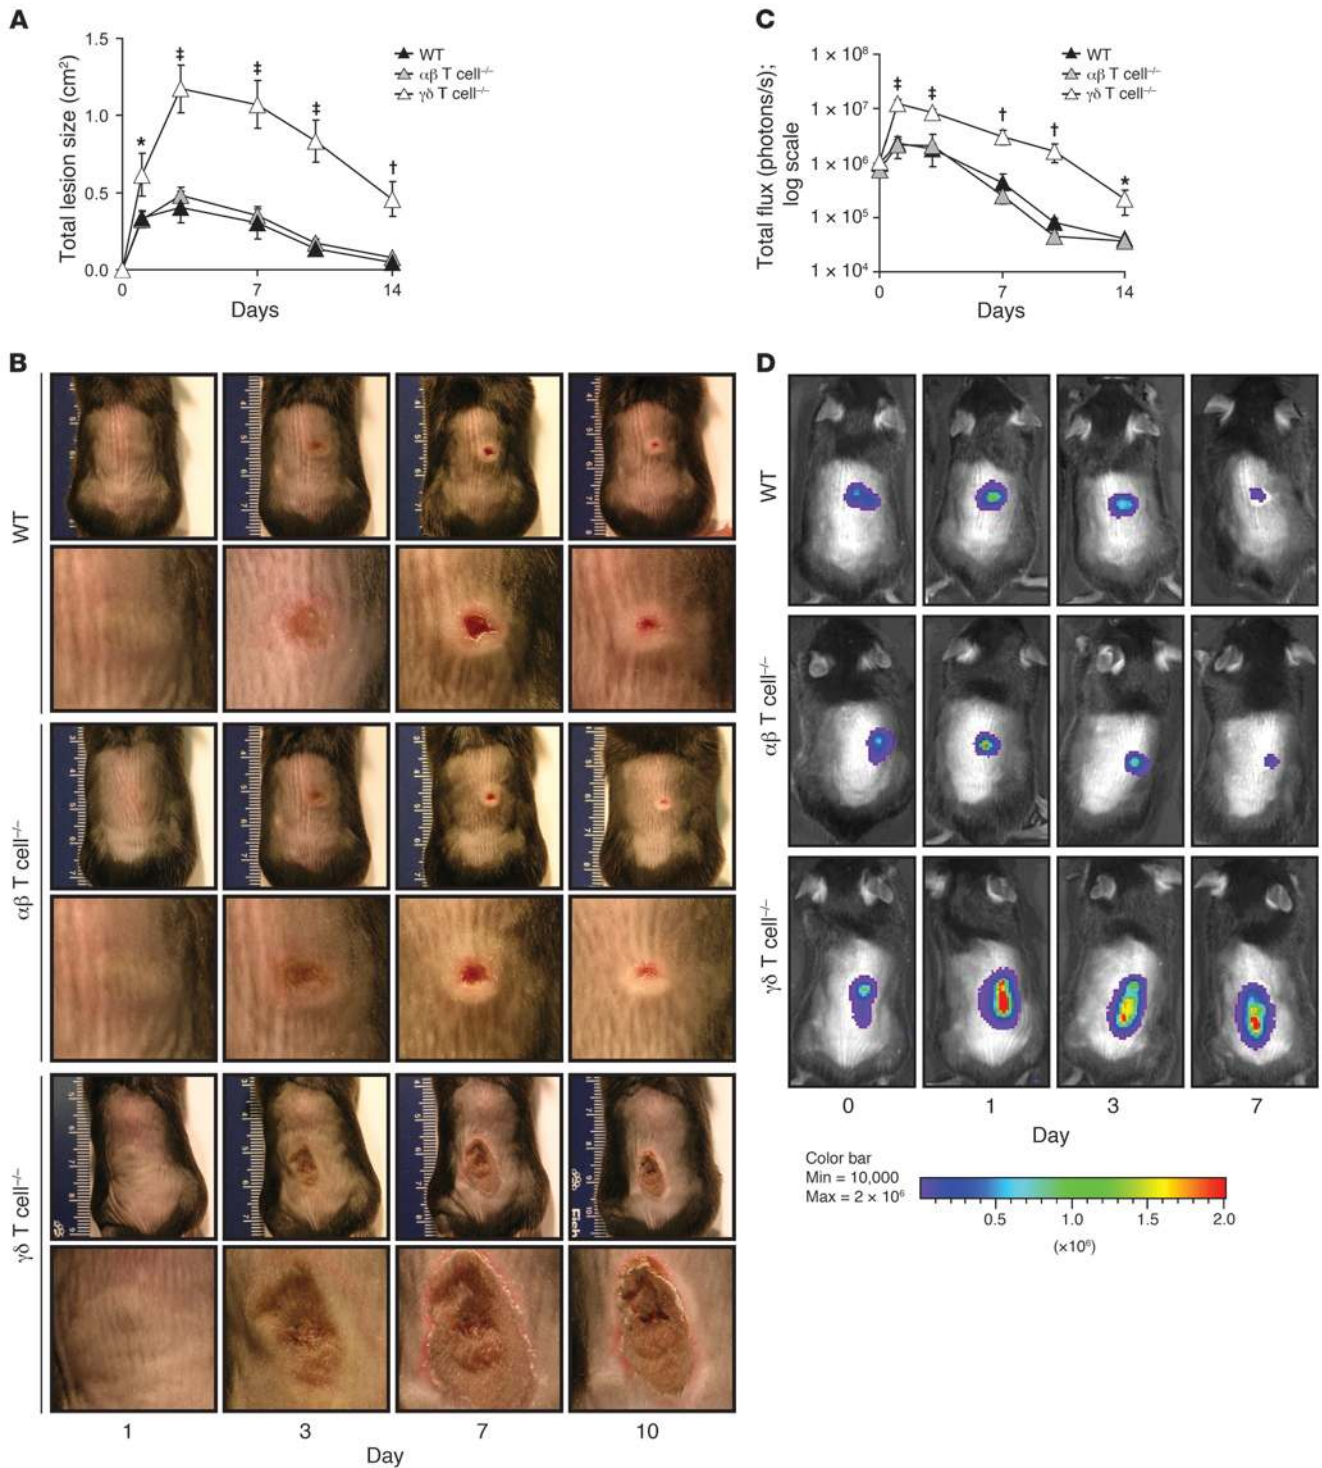 A
Total lesion size (cm²)
1.5
1.0
0.5
0.0
0
7
14
Days
WT
αβ T cell⁻/⁻
γδ T cell⁻/⁻
*
‡
‡
‡
†
C
Total flux (photons/s);
log scale
1 × 10⁸
1 × 10⁷
1 × 10⁶
1 × 10⁵
1 × 10⁴
0
7
14
Days
WT
αβ T cell⁻/⁻
γδ T cell⁻/⁻
‡
‡
†
†
*
B
WT
αβ T cell⁻/⁻
γδ T cell⁻/⁻
1
3
7
10
Day
D
WT
αβ T cell⁻/⁻
γδ T cell⁻/⁻
0
1
3
7
Day
Color bar
Min = 10,000
Max = 2 × 10⁶
0.5
1.0
1.5
2.0
(×10⁶)